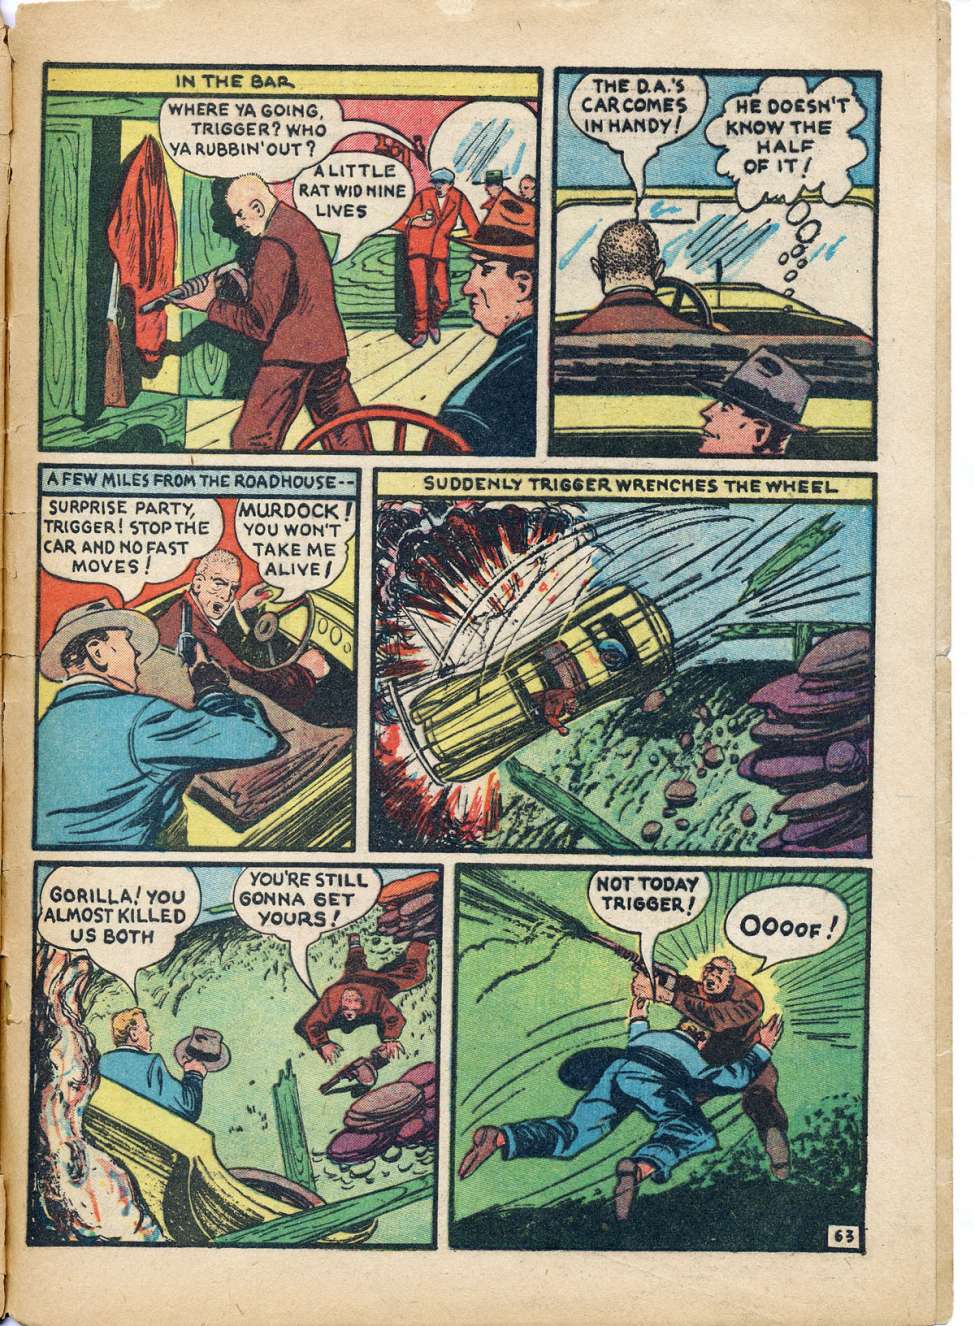 IN THE BAR
WHERE YA GOING,
TRIGGER? WHO
YA RUBBIN' OUT?
A LITTLE
RAT WID NINE
LIVES
THE D.A.'S
CAR COMES
IN HANDY!
HE DOESN'T
KNOW THE
HALF
OF IT!
A FEW MILES FROM THE ROADHOUSE--
SURPRISE PARTY,
TRIGGER! STOP THE
CAR AND NO FAST
MOVES!
MURDOCK!
YOU WON'T
TAKE ME
ALIVE!
SUDDENLY TRIGGER WRENCHES THE WHEEL
GORILLA! YOU
ALMOST KILLED
US BOTH
YOU'RE STILL
GONNA GET
YOURS!
NOT TODAY
TRIGGER!
OOOOF!
63